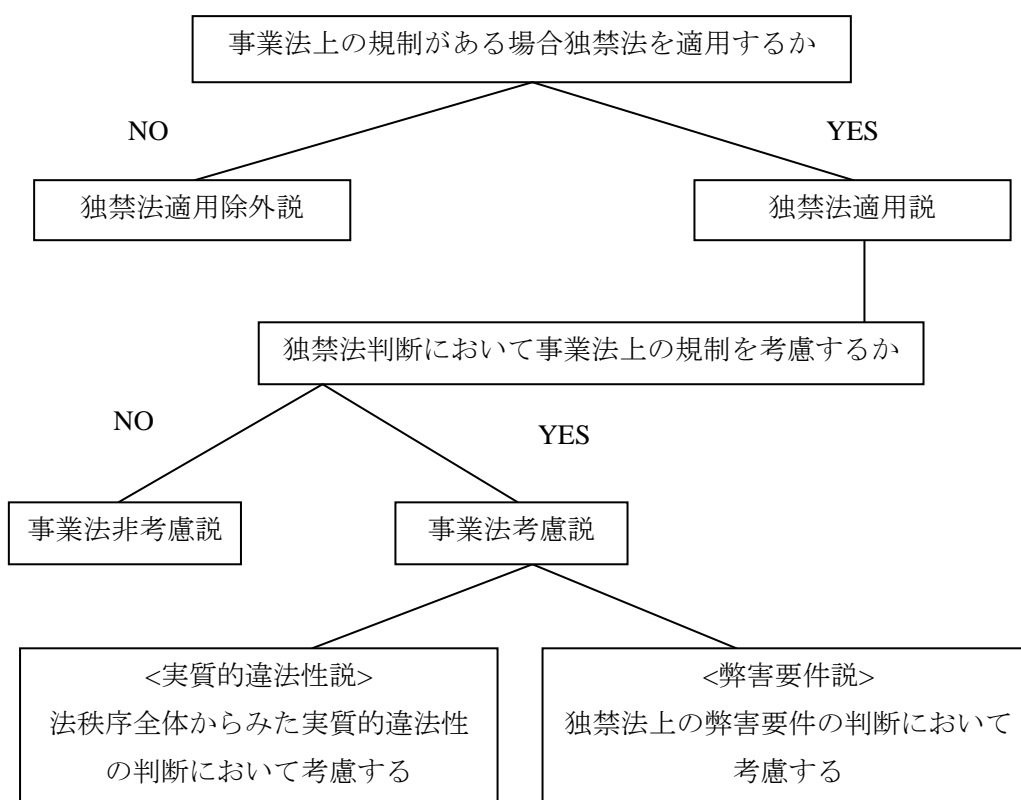 事業法上の規制がある場合独禁法を適用するか
NO
YES
独禁法適用除外説
独禁法適用説
独禁法判断において事業法上の規制を考慮するか
NO
YES
事業法非考慮説
事業法考慮説
<実質的違法性説>
法秩序全体からみた実質的違法性
の判断において考慮する
<弊害要件説>
独禁法上の弊害要件の判断において
考慮する